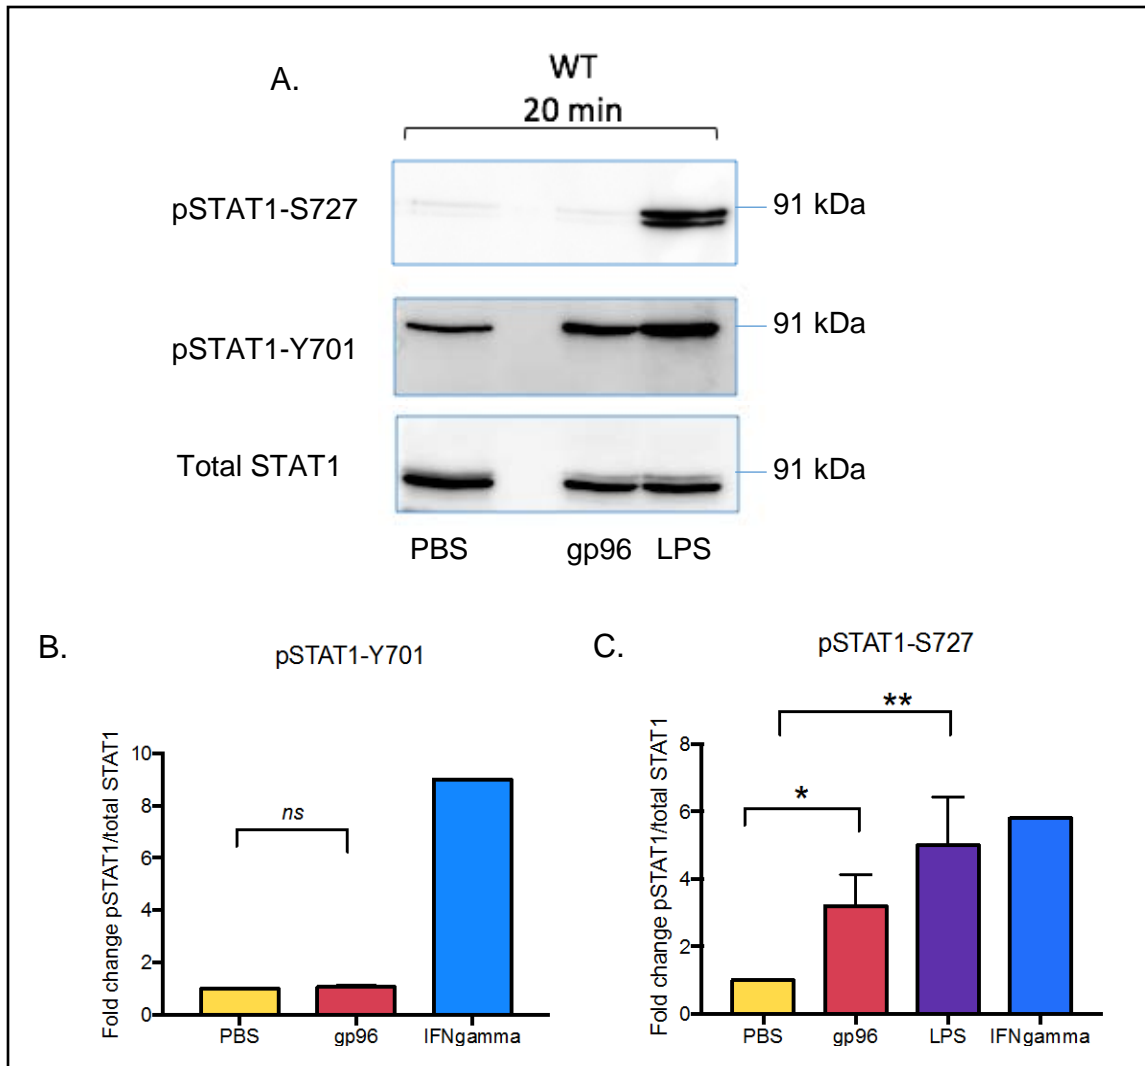 A.
WT
20 min
pSTAT1-S727
91 kDa
pSTAT1-Y701
91 kDa
Total STAT1
91 kDa
PBS gp96 LPS
B.
pSTAT1-Y701
Fold change pSTAT1/total STAT1
10
8
6
4
2
0
ns
PBS gp96 IFNgamma
C.
pSTAT1-S727
Fold change pSTAT1/total STAT1
8
6
4
2
0
**
*
PBS gp96 LPS IFNgamma